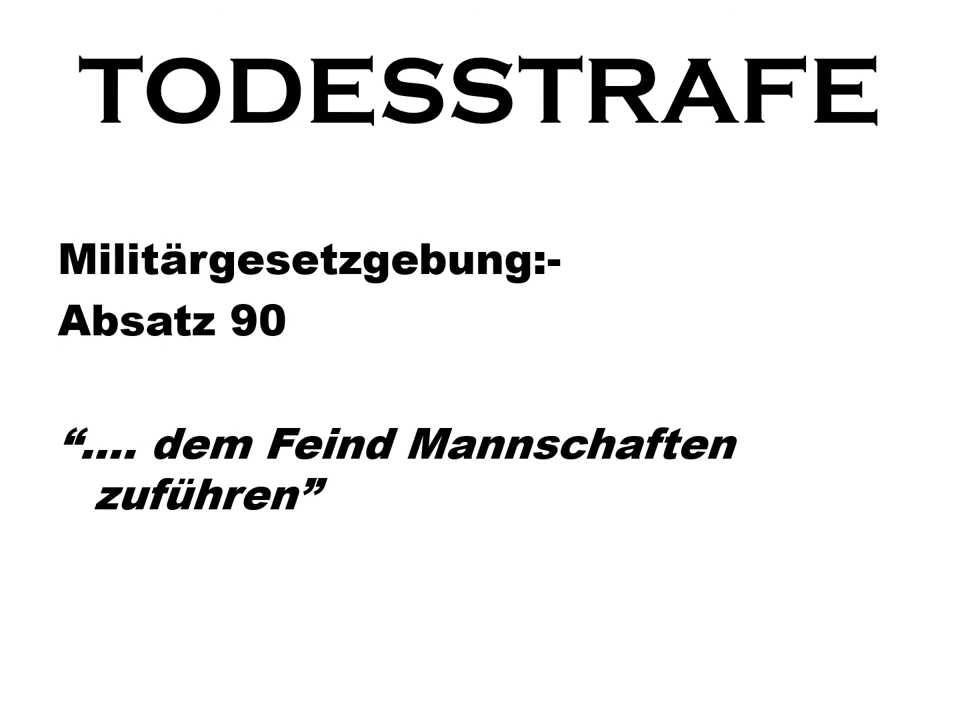 TODESSTRAFE
Militärgesetzgebung:-
Absatz 90
“.... dem Feind Mannschaften
zuführen”